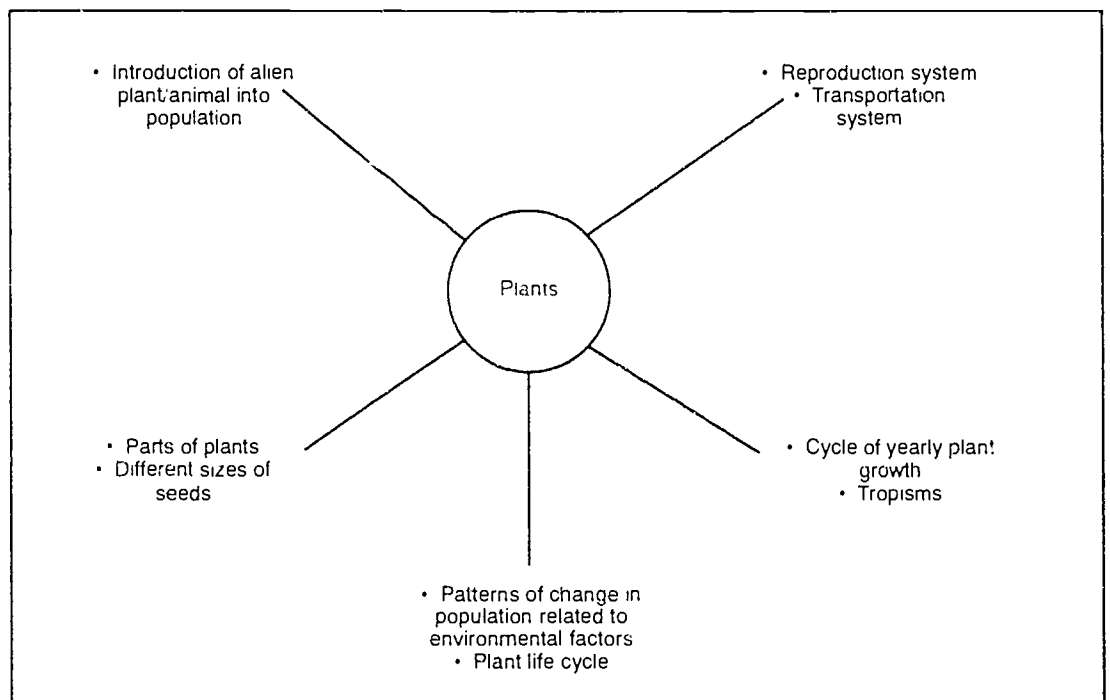 • Introduction of alien
plant/animal into
population
• Reproduction system
• Transportation
system
Plants
• Parts of plants
• Different sizes of
seeds
• Cycle of yearly plant
growth
• Tropisms
• Patterns of change in
population related to
environmental factors
• Plant life cycle